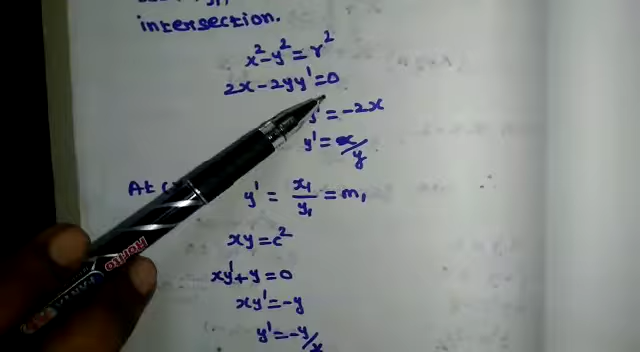 intersection.
x² - y² = r²
2x - 2yy' = 0
y' = -2x
y' = x/y
At (
y' = x₁/y₁ = m₁
xy = c²
xy' + y = 0
xy' = -y
y' = -y/x